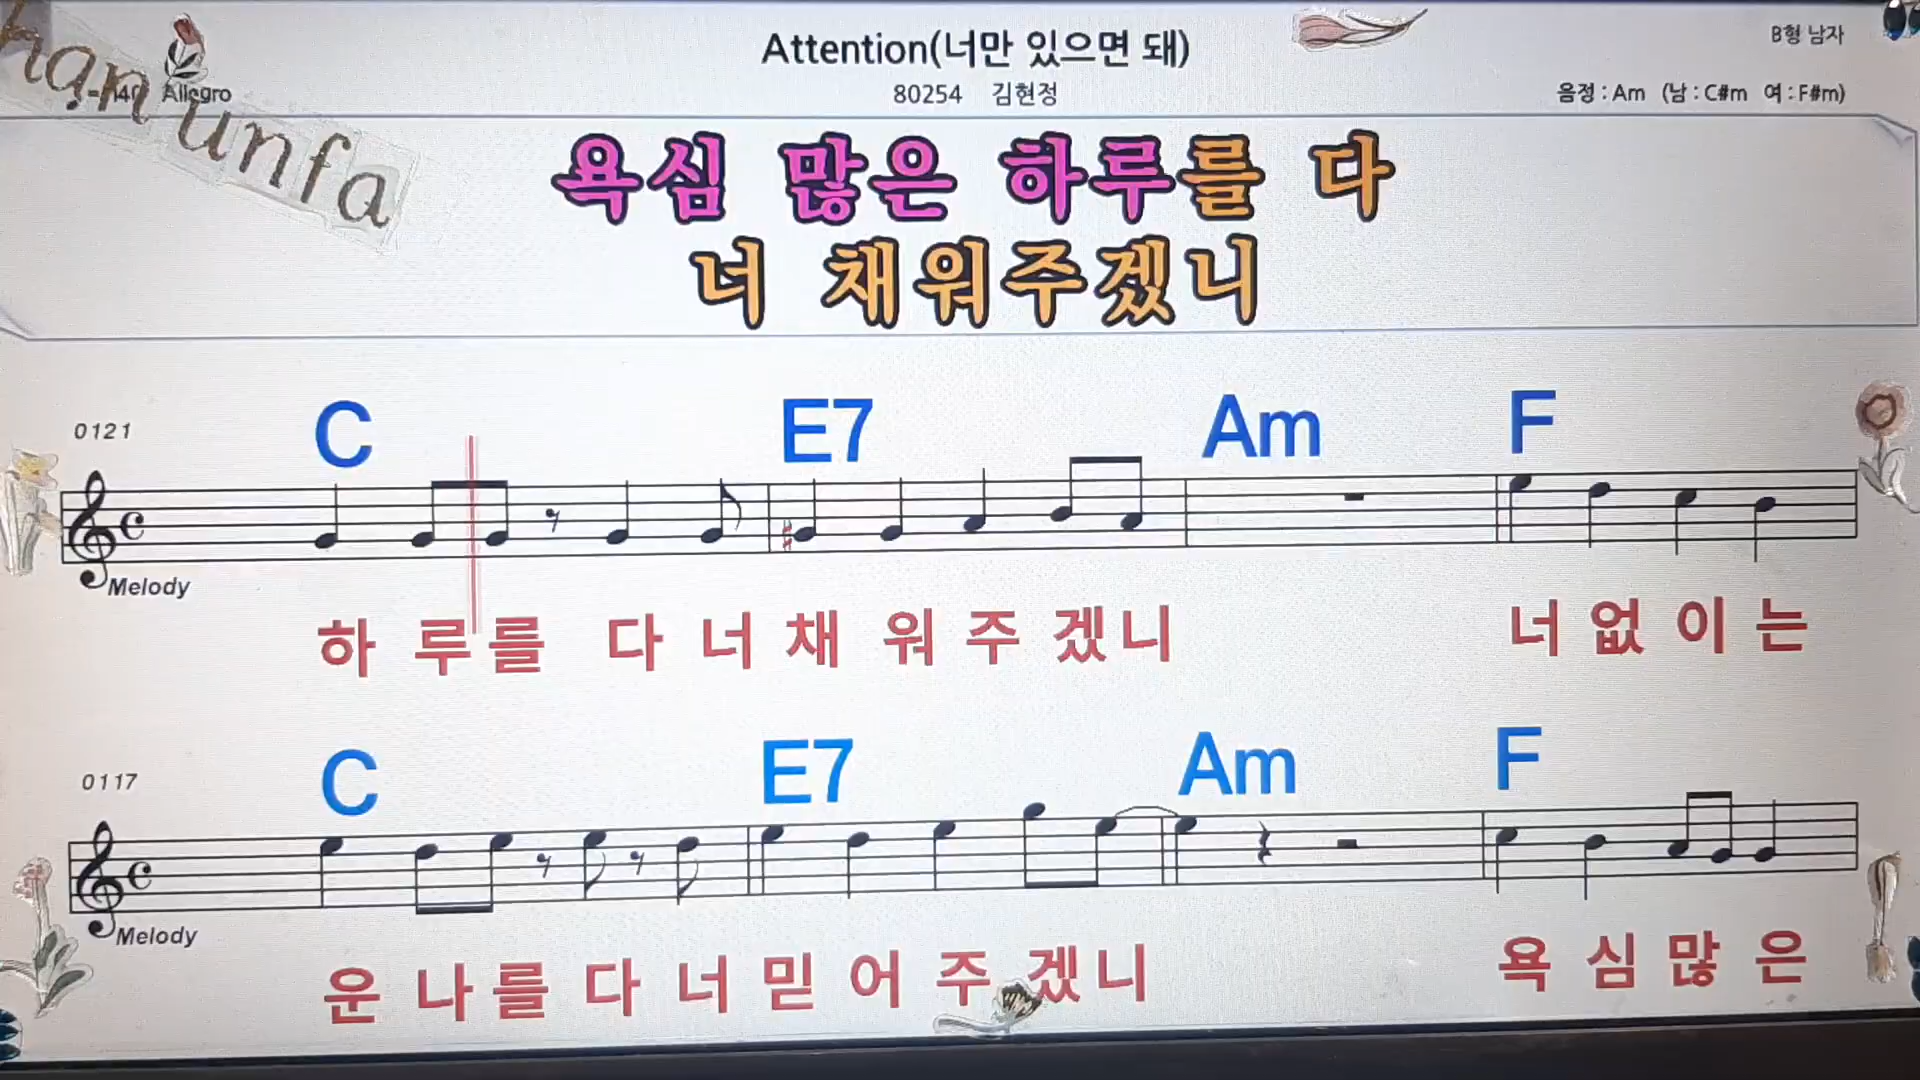 Attention(너만 있으면 돼)
B형 남자
80254 김현정
Allegro
음정 : Am (남 : C#m 여 : F#m)
han unfa
욕심 많은 하루를 다
너 채워주겠니
0121
C E7 Am F
Melody
하 루 를 다 너 채 워 주 겠 니 너 없 이 는
0117
C E7 Am F
Melody
운 나 를 다 너 믿 어 주 겠 니 욕 심 많 은